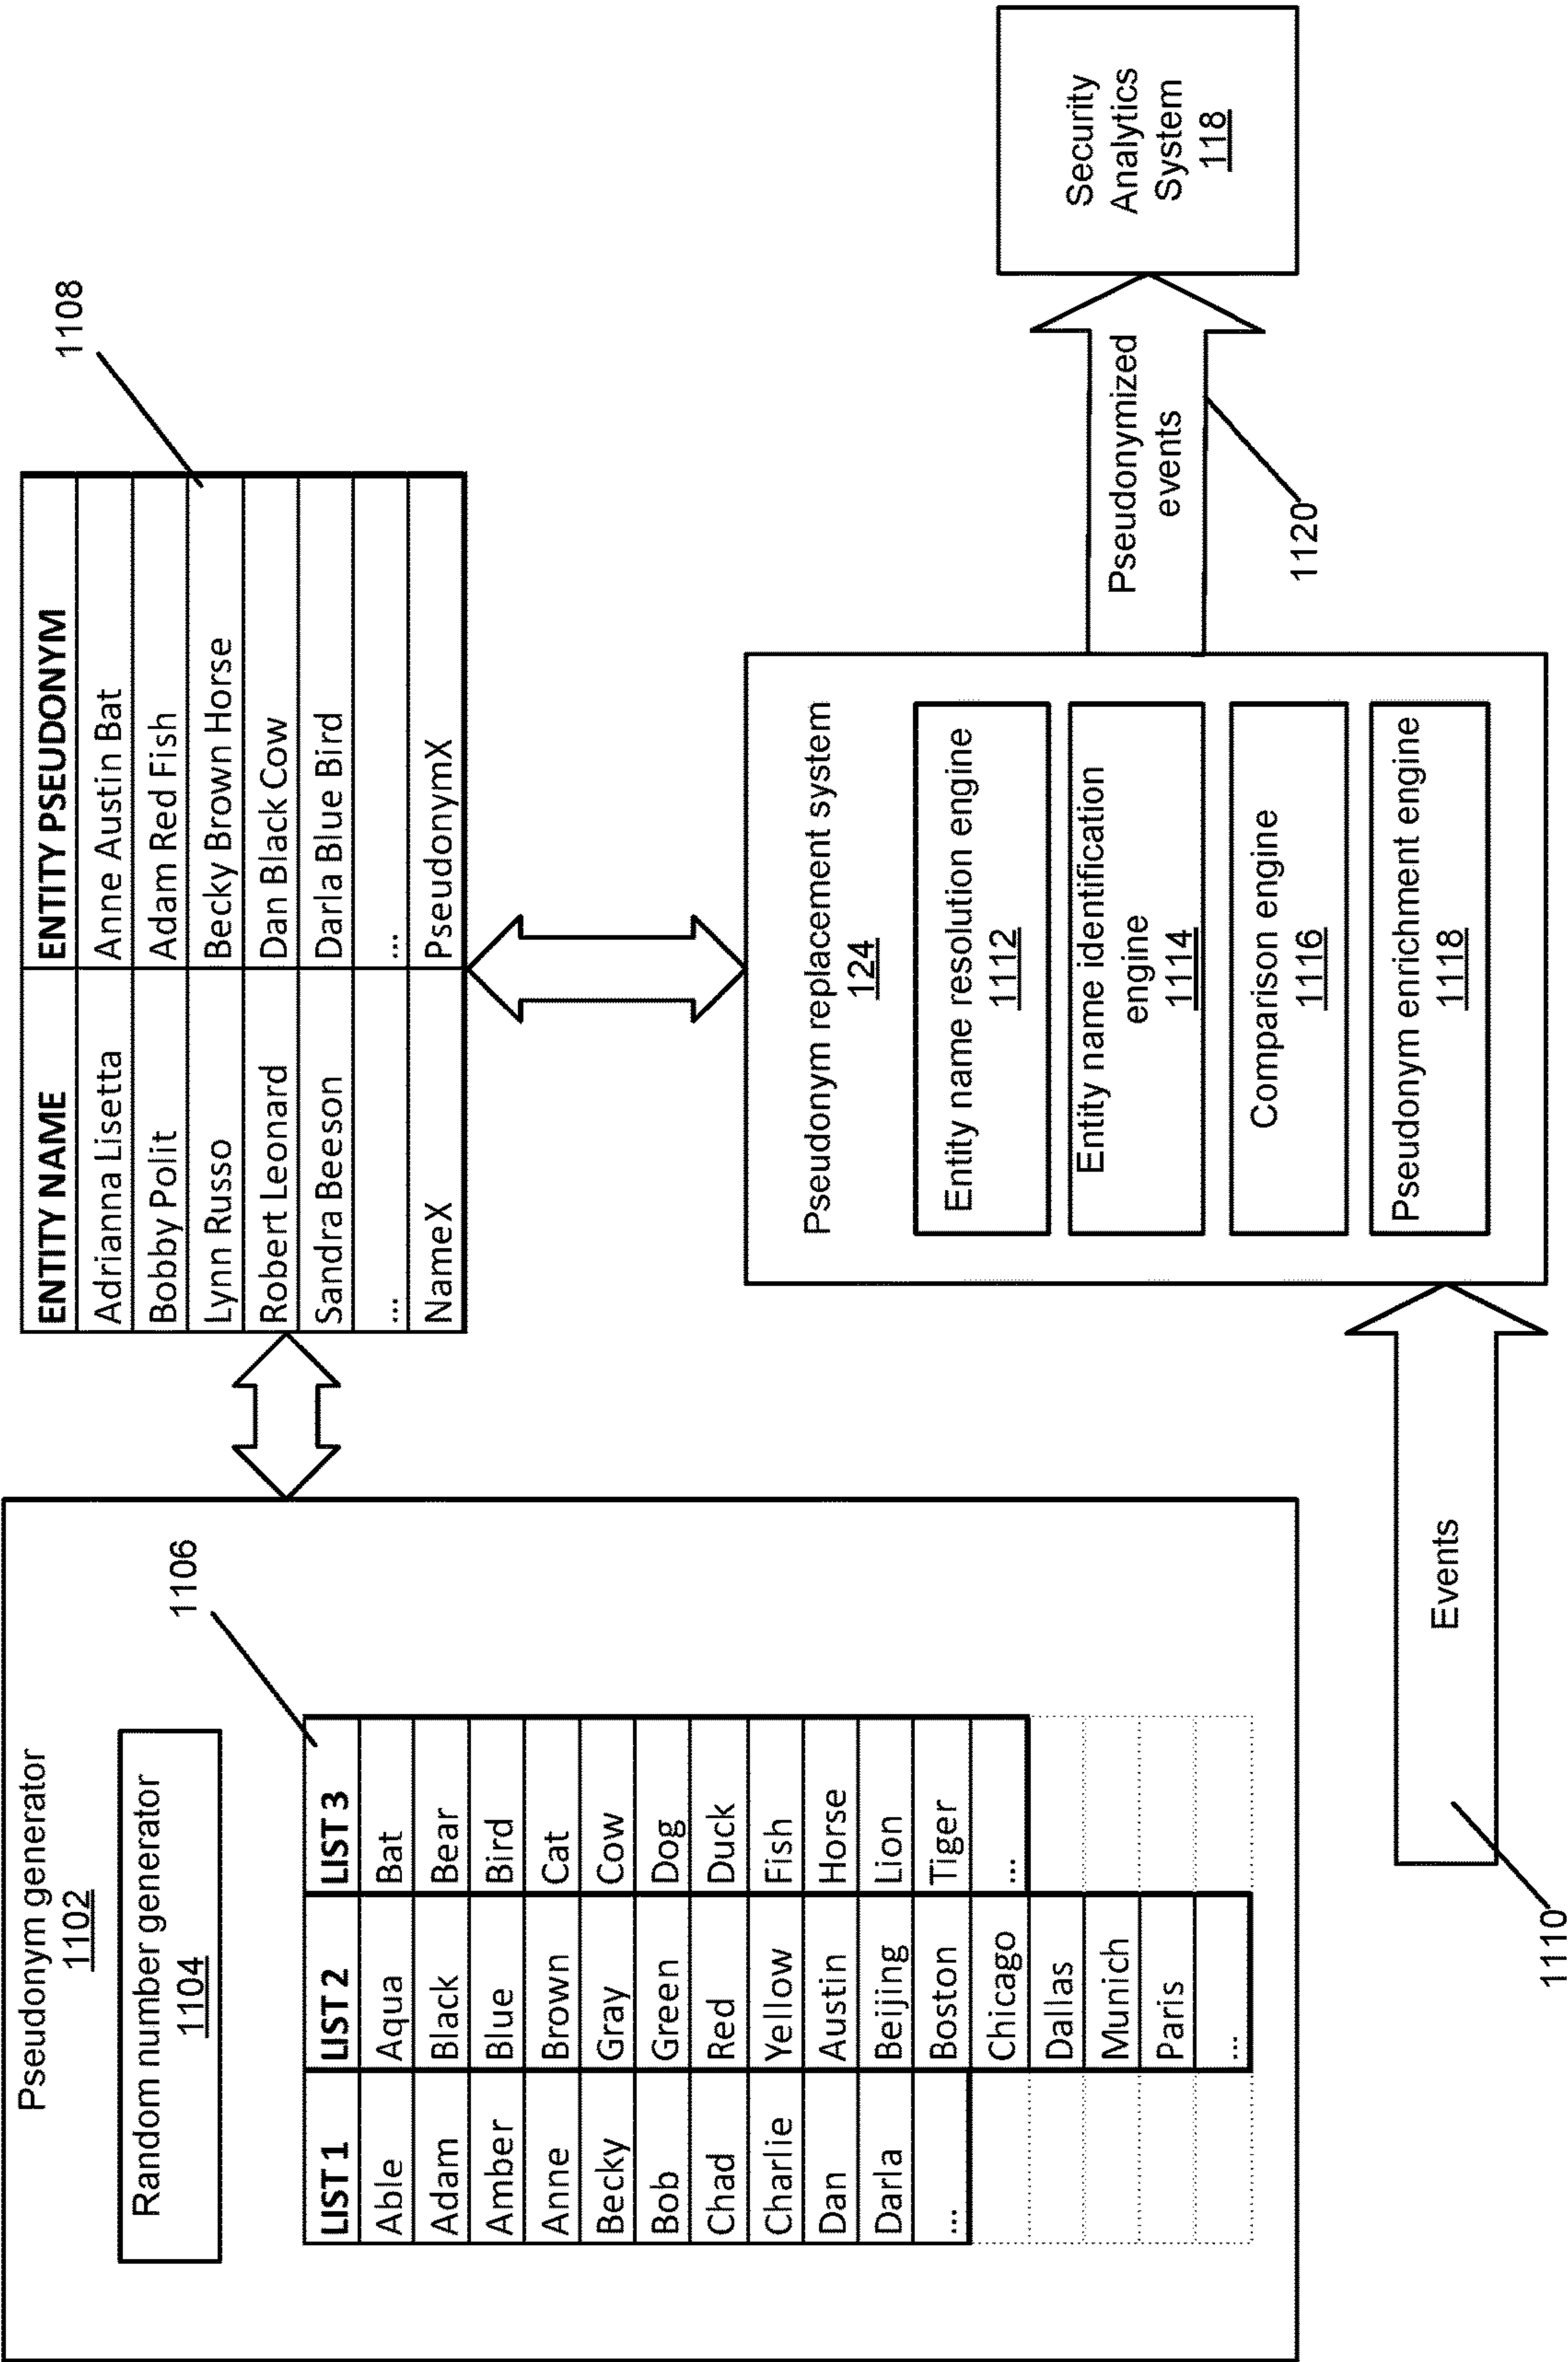 Pseudonym generator
1102
Random number generator
1104
1106
LIST 1 LIST 2 LIST 3
Able Aqua Bat
Adam Black Bear
Amber Blue Bird
Anne Brown Cat
Becky Gray Cow
Bob Green Dog
Chad Red Duck
Charlie Yellow Fish
Dan Austin Horse
Darla Beijing Lion
... Boston Tiger
Chicago ...
Dallas
Munich
Paris
...
1108
ENTITY NAME ENTITY PSEUDONYM
Adrianna Lisetta Anne Austin Bat
Bobby Polit Adam Red Fish
Lynn Russo Becky Brown Horse
Robert Leonard Dan Black Cow
Sandra Beeson Darla Blue Bird
... ...
NameX PseudonymX
Events
1110
Pseudonym replacement system
124
Entity name resolution engine
1112
Entity name identification
engine
1114
Comparison engine
1116
Pseudonym enrichment engine
1118
Pseudonymized
events
1120
Security
Analytics
System
118